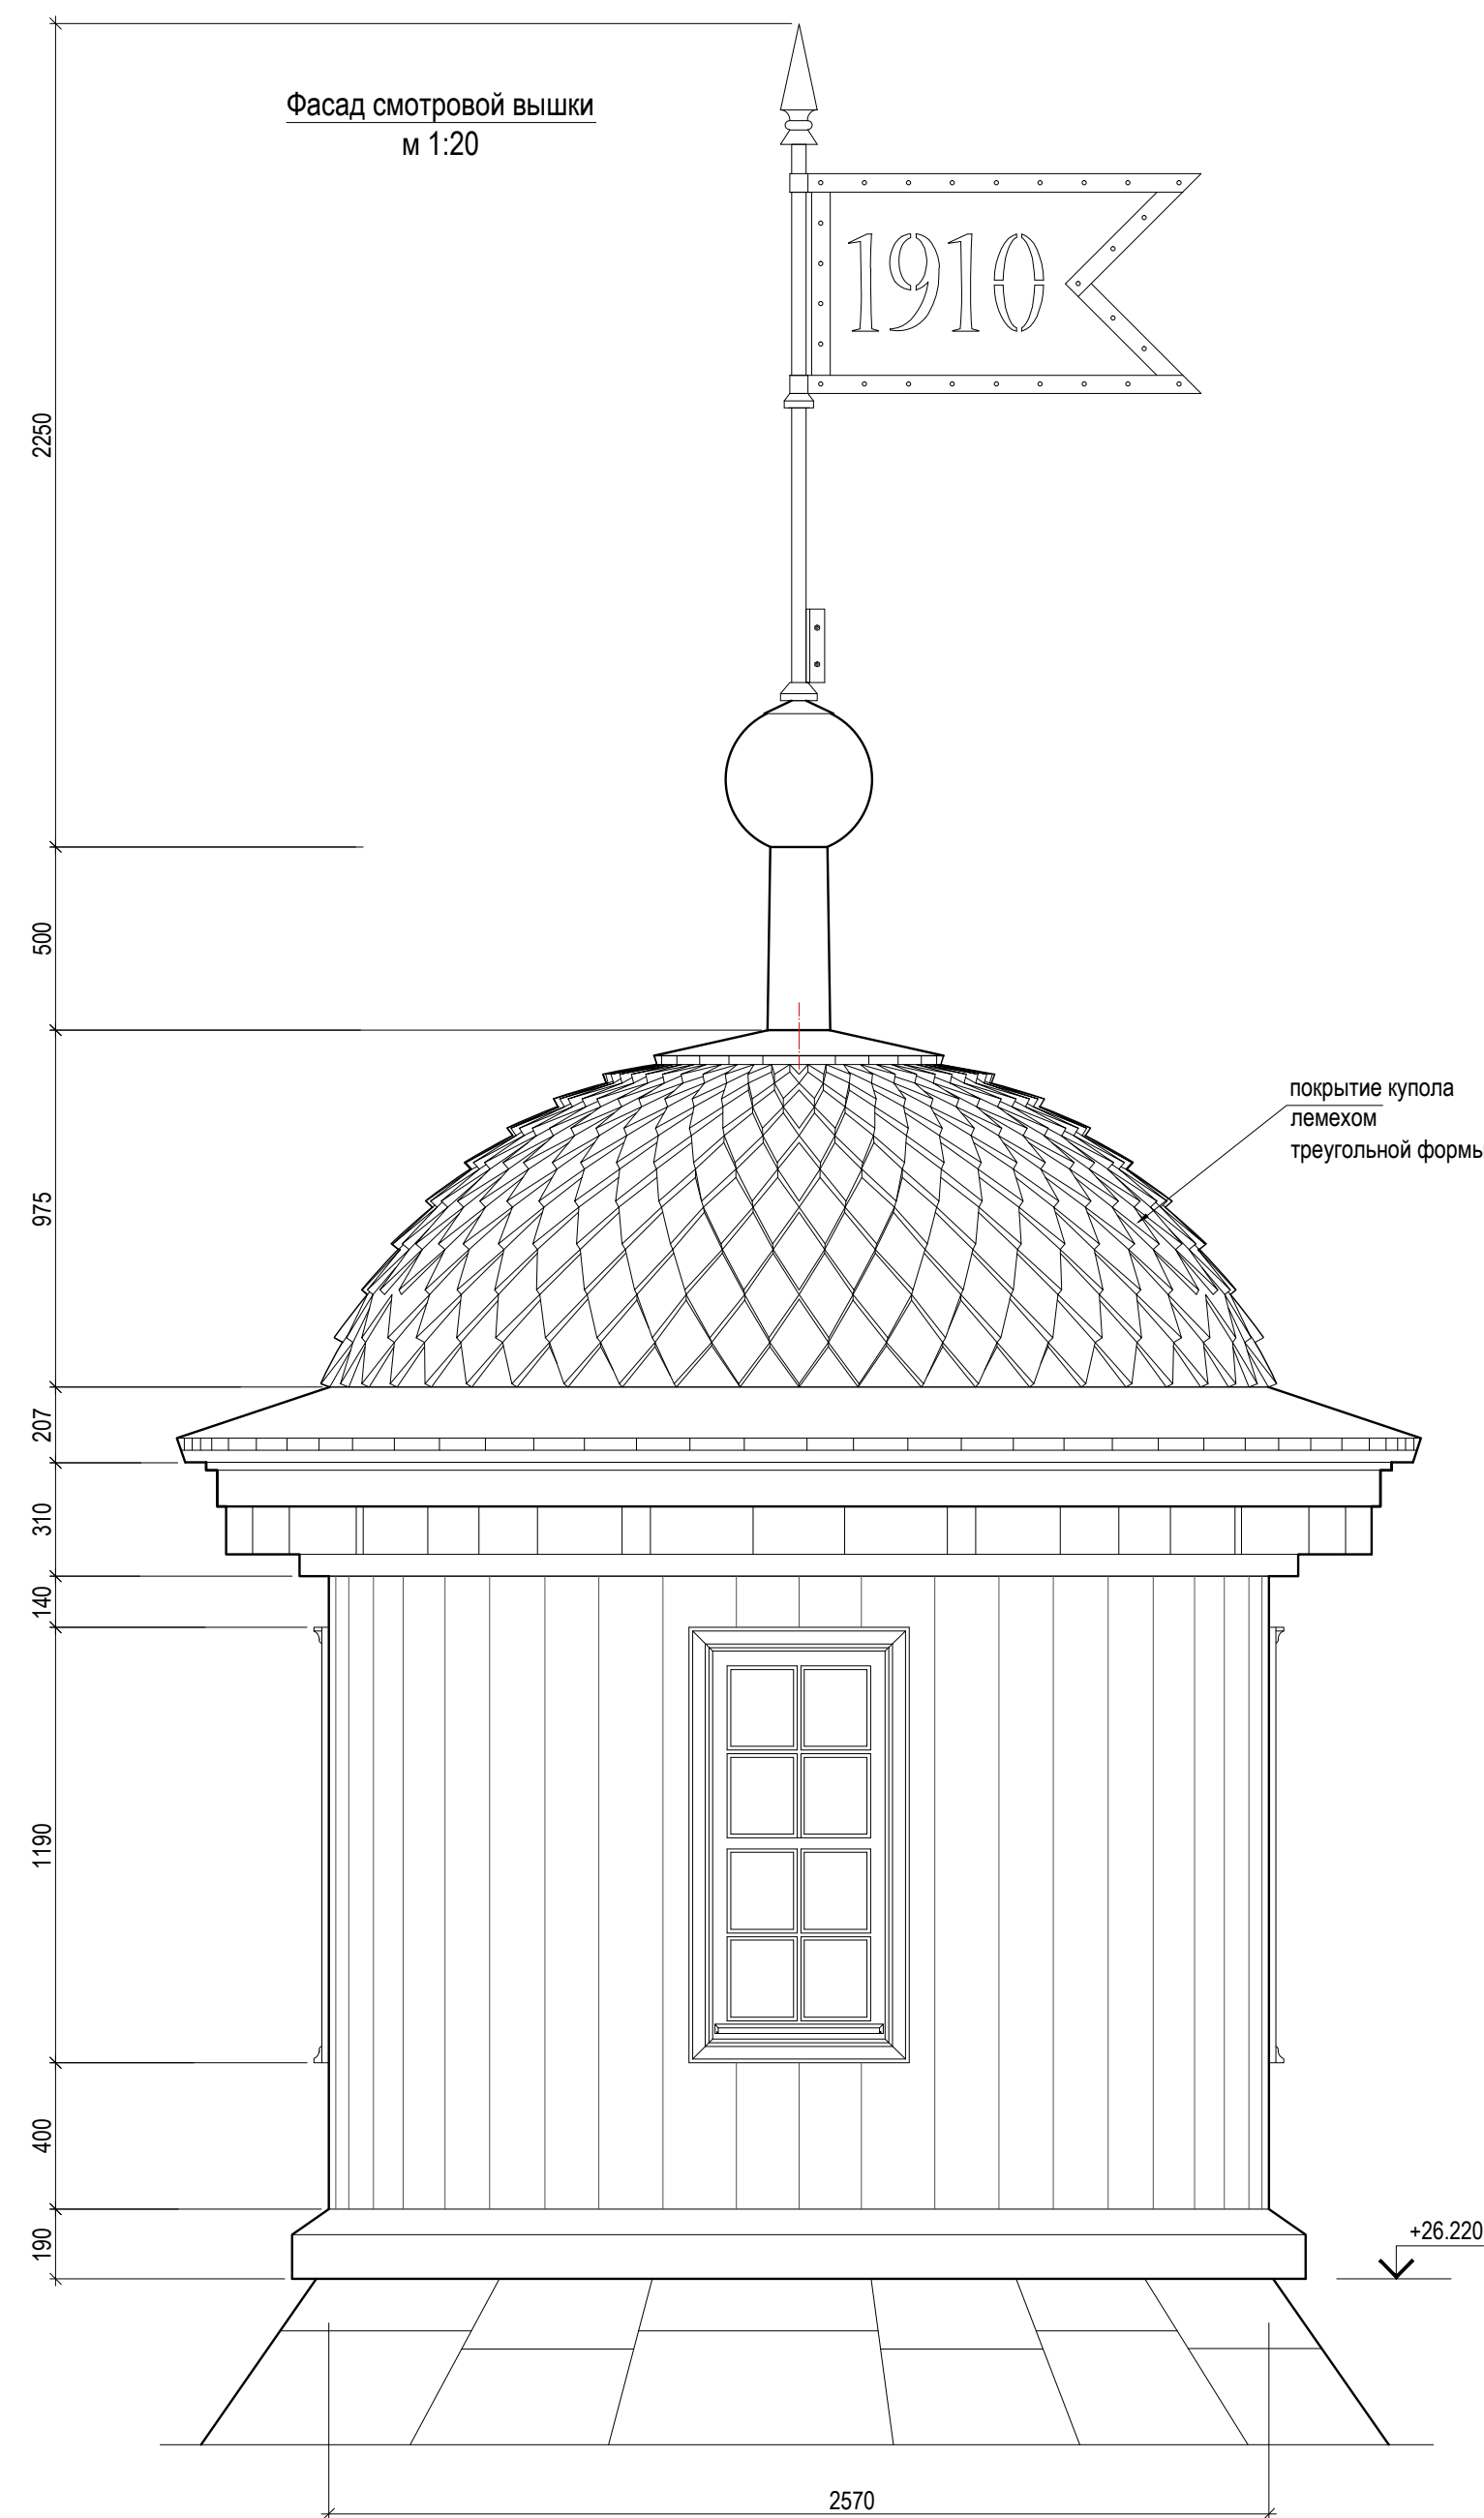 Фасад смотровой вышки
м 1:20
1910
2250
500
покрытие купола
лемехом
треугольной формы
975
207
310
140
1190
400
190
+26.220
2570